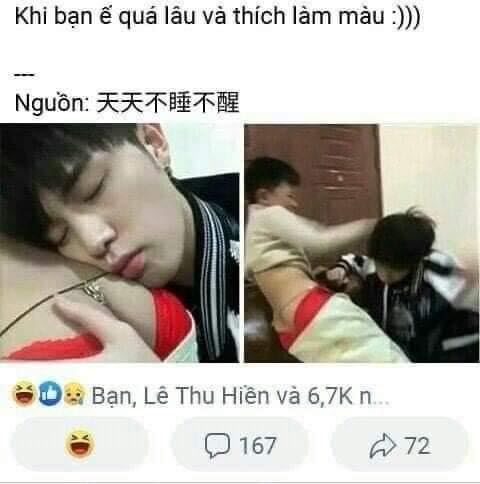 Khi bạn ế quá lâu và thích làm màu :)))
---
Nguồn: 天天不睡不醒
Bạn, Lê Thu Hiền và 6,7K n...
167
72